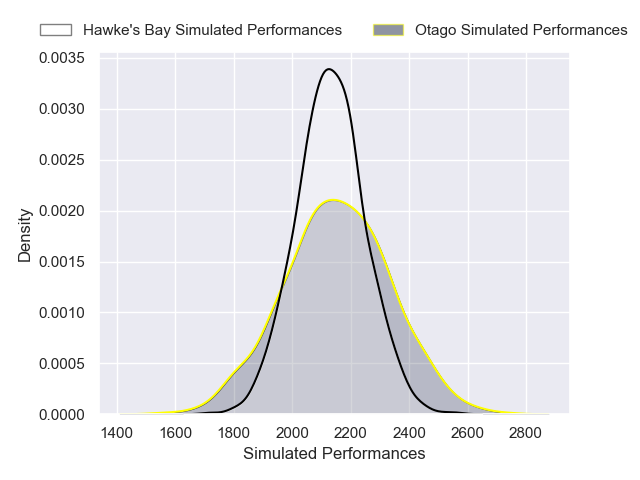 Hawke's Bay Simulated Performances Otago Simulated Performances
0.0035
0.0030
0.0025
0.0020
0.0015
0.0010
0.0005
0.0000
Density
1400 1600 1800 2000 2200 2400 2600 2800
Simulated Performances